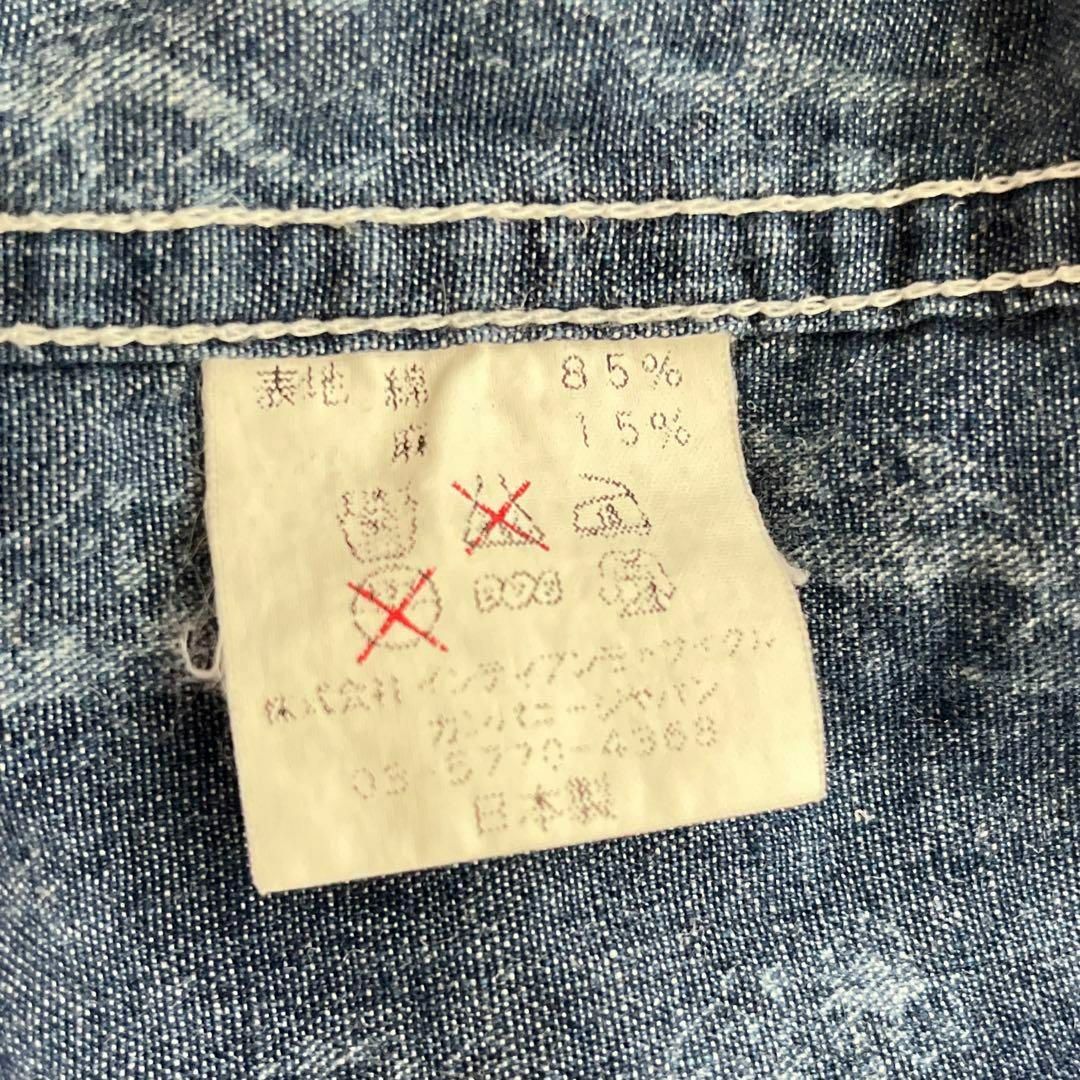 表地 綿 85%
麻 15%
株式会社 インディアンモトサイクル
カンパニージャパン
03-5770-4368
日本製